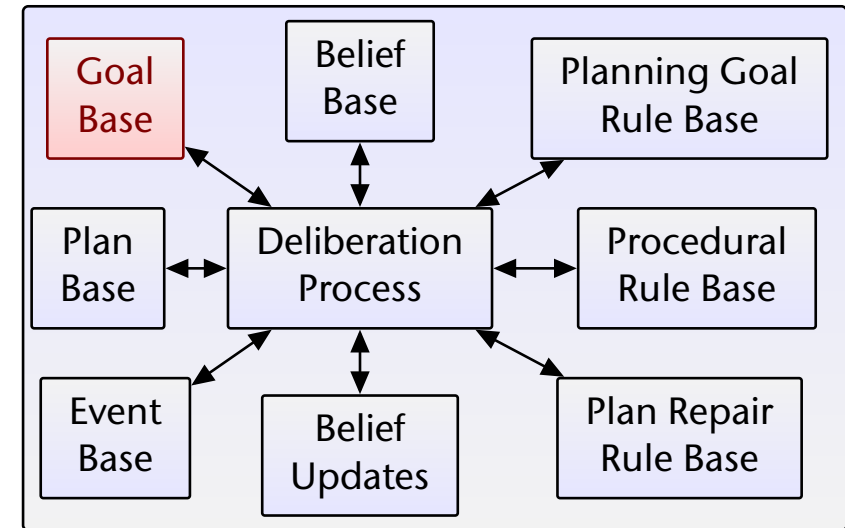 Goal
Base
Belief
Base
Planning Goal
Rule Base
Plan
Base
Deliberation
Process
Procedural
Rule Base
Event
Base
Belief
Updates
Plan Repair
Rule Base